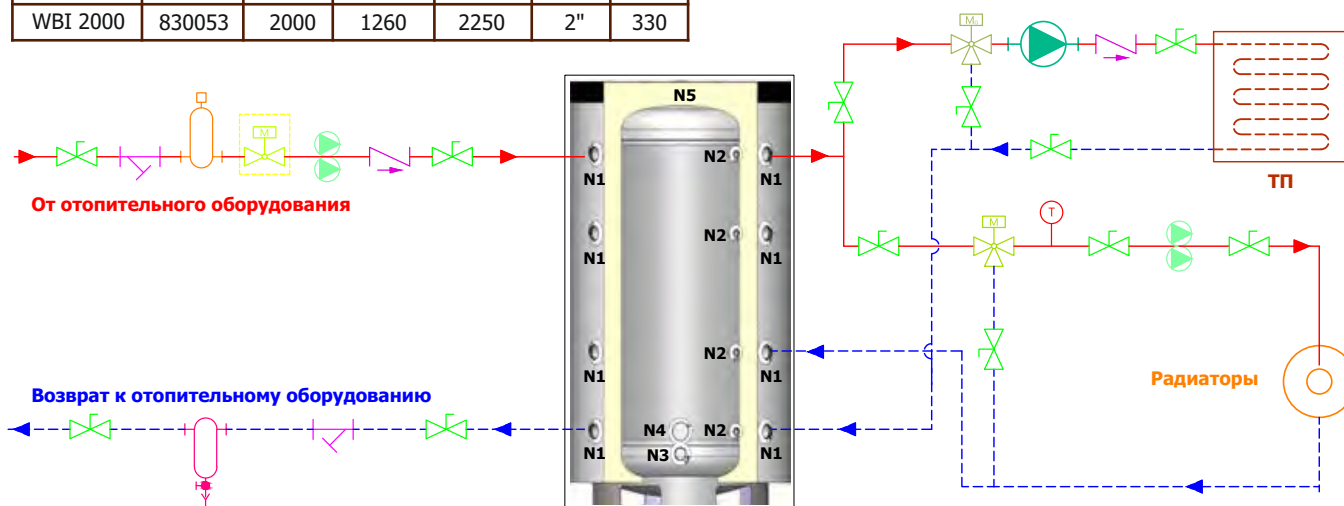 WBI 2000 830053 2000 1260 2250 2" 330
M
N5
M
N2
N1 N1
От отопительного оборудования
ТП
N2
T
M
N1 N1
N2
N1 N1
Радиаторы
Возврат к отопительному оборудованию
N4 N2
N1 N3 N1